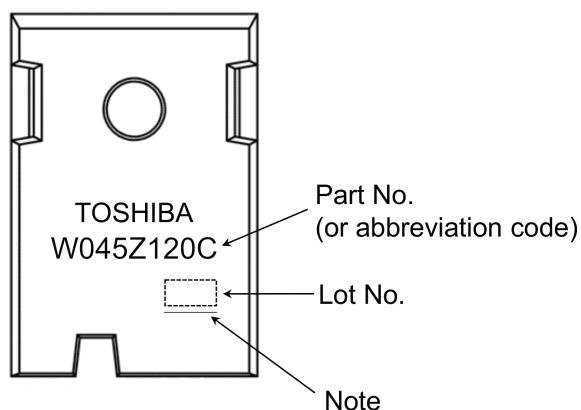 TOSHIBA
W045Z120C
Part No.
(or abbreviation code)
Lot No.
Note